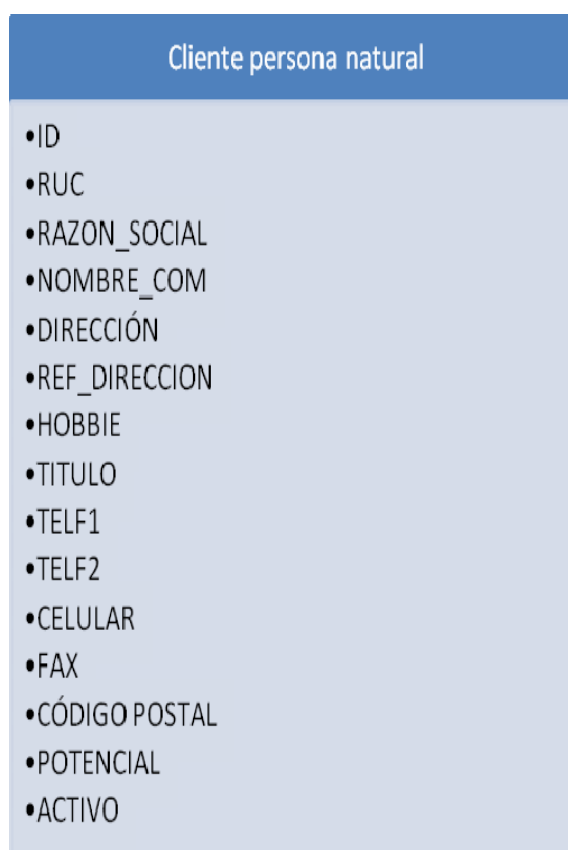 Cliente persona natural
•ID
•RUC
•RAZON_SOCIAL
•NOMBRE_COM
•DIRECCIÓN
•REF_DIRECCION
•HOBBIE
•TITULO
•TELF1
•TELF2
•CELULAR
•FAX
•CÓDIGO POSTAL
•POTENCIAL
•ACTIVO